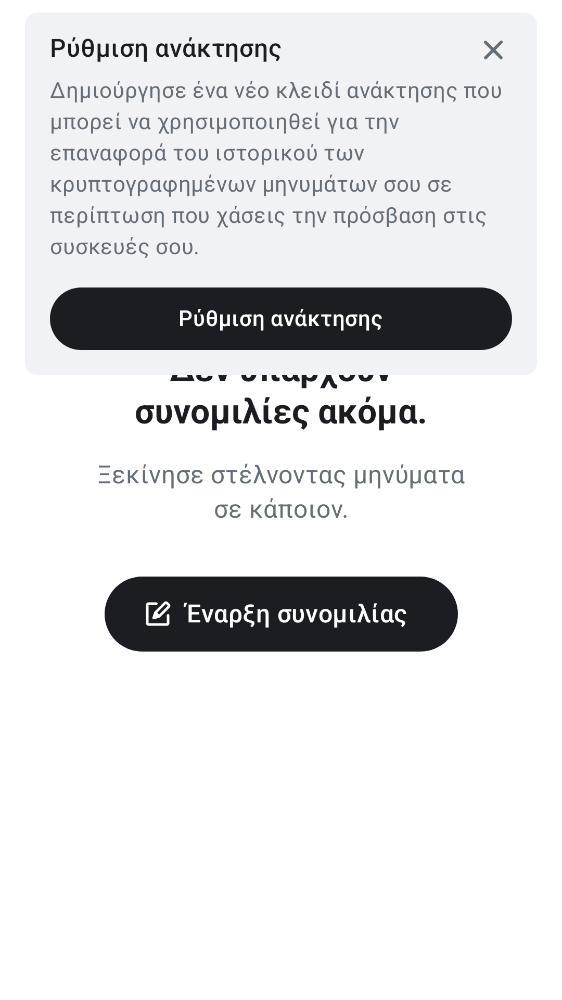 Ρύθμιση ανάκτησης
Δημιούργησε ένα νέο κλειδί ανάκτησης που
μπορεί να χρησιμοποιηθεί για την
επαναφορά του ιστορικού των
κρυπτογραφημένων μηνυμάτων σου σε
περίπτωση που χάσεις την πρόσβαση στις
συσκευές σου.
Ρύθμιση ανάκτησης
Δεν υπάρχουν
συνομιλίες ακόμα.
Ξεκίνησε στέλνοντας μηνύματα
σε κάποιον.
Έναρξη συνομιλίας